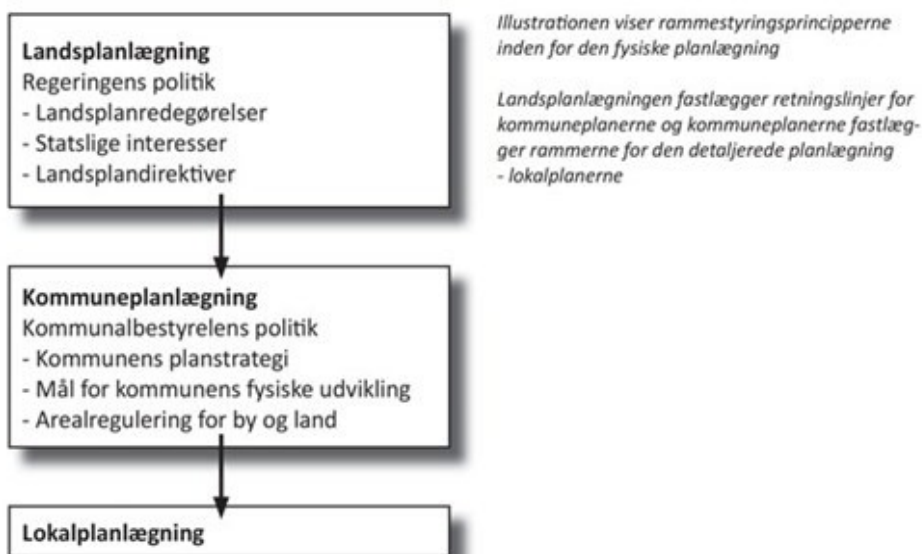 Landsplanlægning
Regeringens politik
- Landsplanredegørelser
- Statslige interesser
- Landsplandirektiver
Illustrationen viser rammestyringsprincipperne
inden for den fysiske planlægning
Landsplanlægningen fastlægger retningslinjer for
kommuneplanerne og kommuneplanerne fastlæg-
ger rammerne for den detaljerede planlægning
- lokalplanerne
Kommuneplanlægning
Kommunalbestyrelens politik
- Kommunens planstrategi
- Mål for kommunens fysiske udvikling
- Arealregulering for by og land
Lokalplanlægning